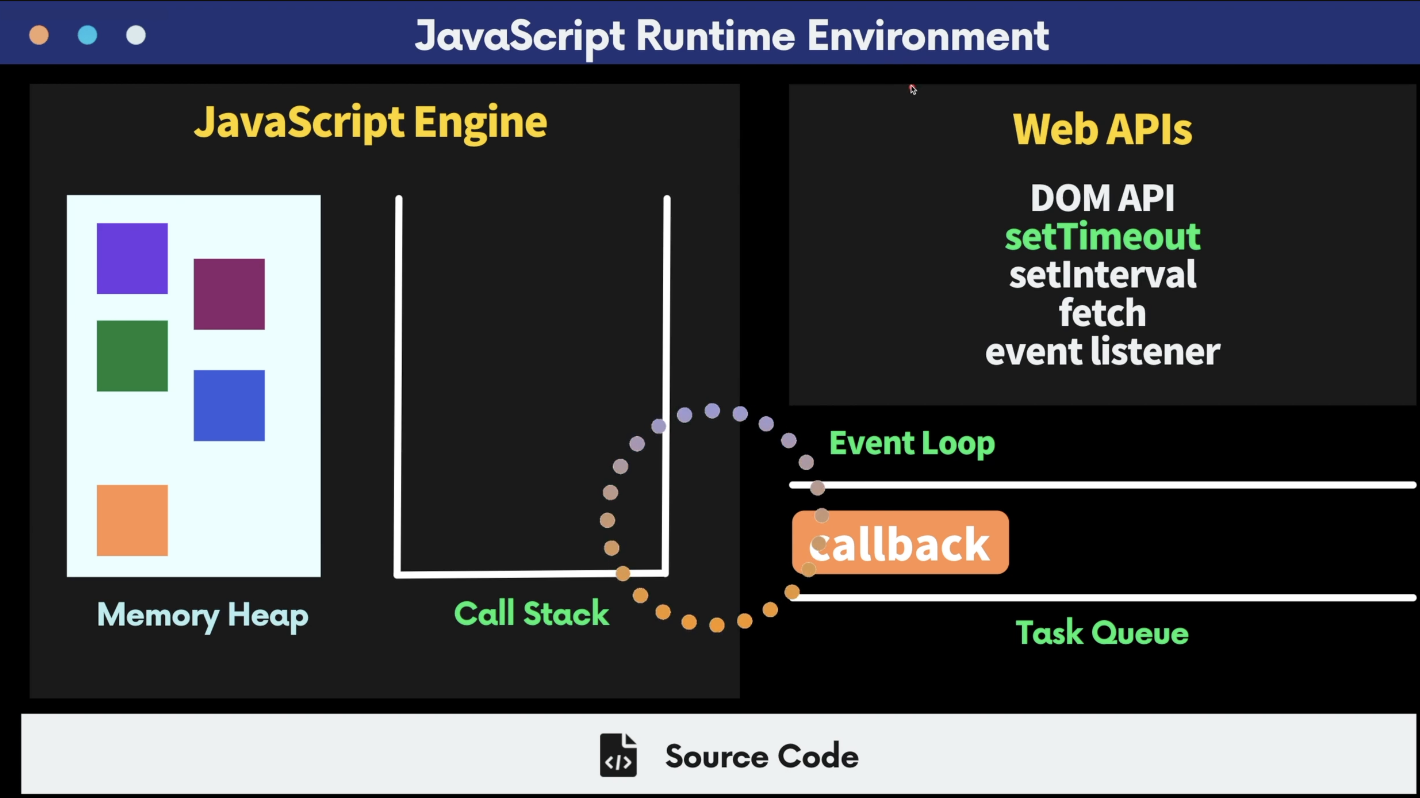 JavaScript Runtime Environment
JavaScript Engine
Memory Heap
Call Stack
Web APIs
DOM API
setTimeout
setInterval
fetch
event listener
Event Loop
callback
Task Queue
</> Source Code